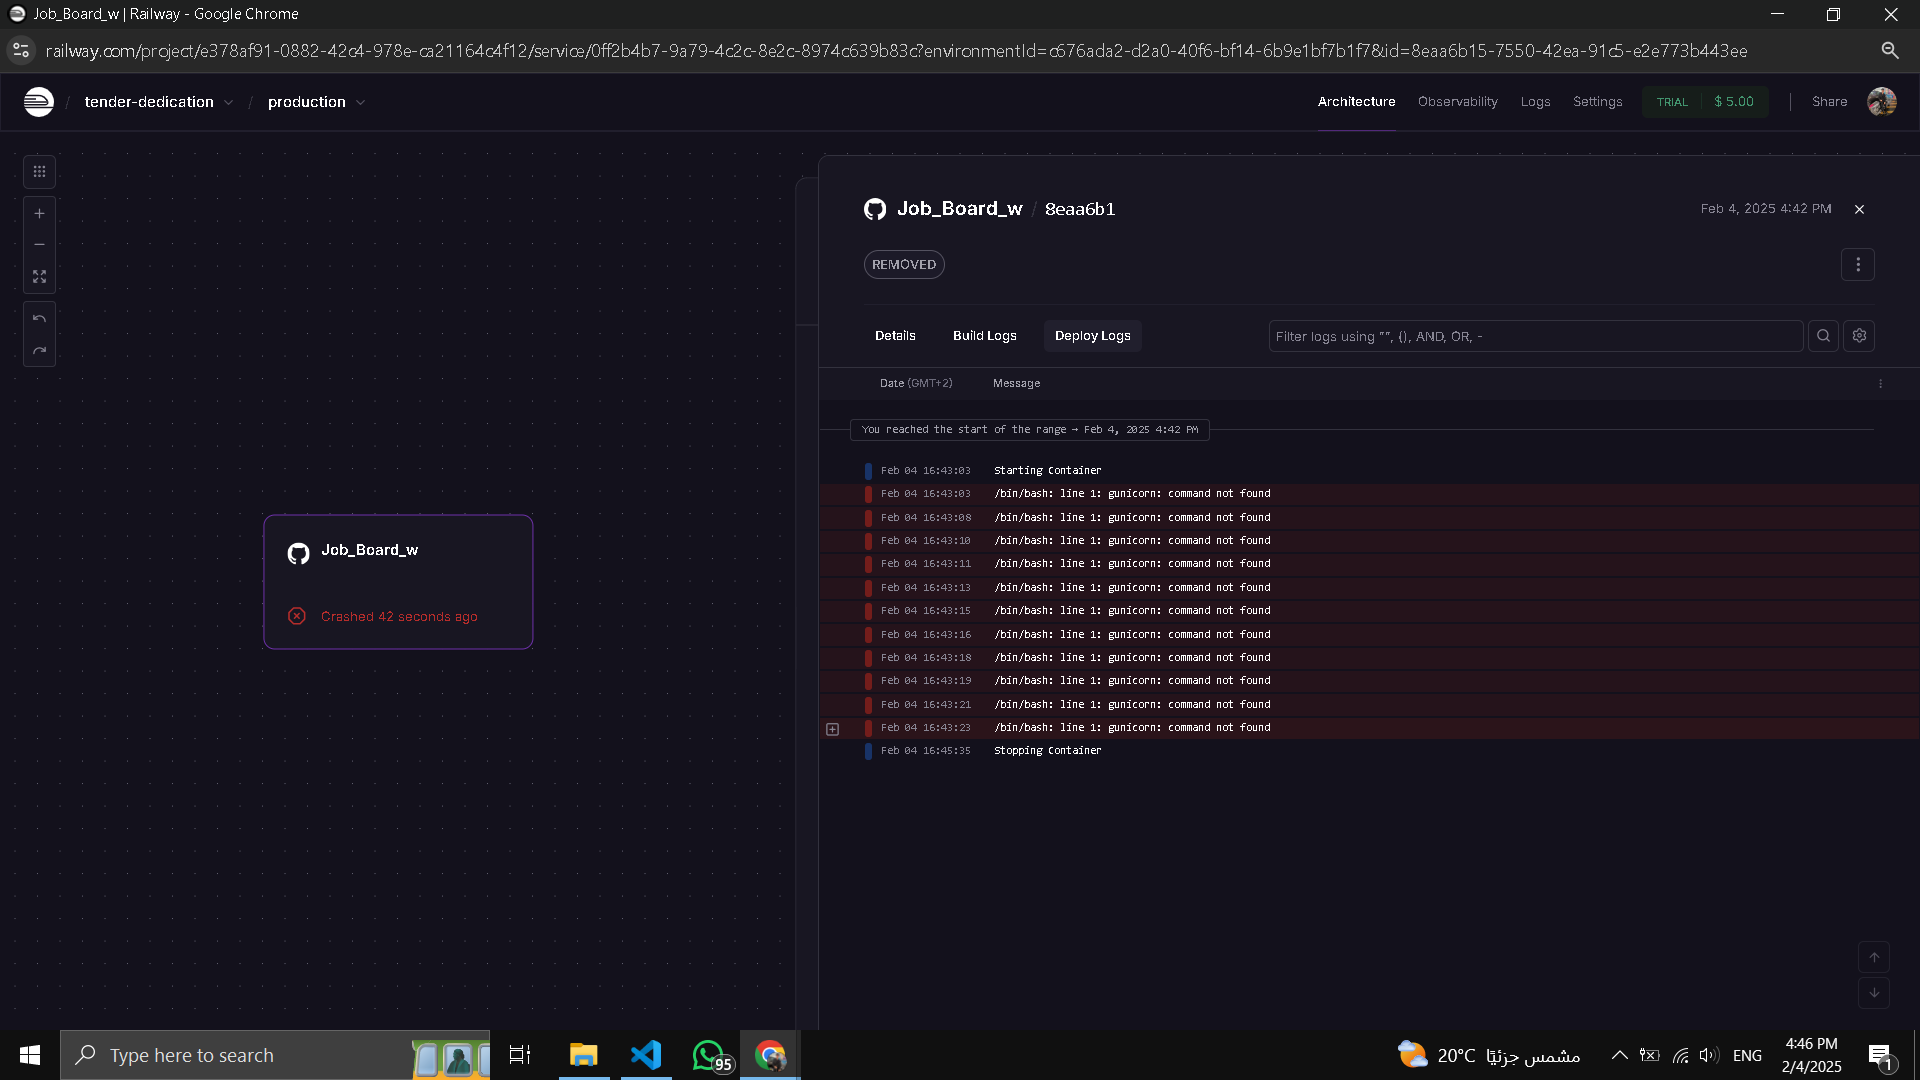 Job_Board_w | Railway - Google Chrome
railway.com/project/e378af91-0882-42c4-978e-ca21164c4f12/service/0ff2b4b7-9a79-4c2c-8e2c-8974c639b83c?environmentId=c676ada2-d2a0-40f6-bf14-6b9e1bf7b1f7&id=8eaa6b15-7550-42ea-91c5-e2e773b443ee
/ tender-dedication / production
Architecture Observability Logs Settings TRIAL $ 5.00 Share
Job_Board_w / 8eaa6b1
Feb 4, 2025 4:42 PM
REMOVED
Details Build Logs Deploy Logs
Filter logs using "", (), AND, OR, -
Date (GMT+2) Message
You reached the start of the range → Feb 4, 2025 4:42 PM
Feb 04 16:43:03 Starting Container
Feb 04 16:43:03 /bin/bash: line 1: gunicorn: command not found
Feb 04 16:43:08 /bin/bash: line 1: gunicorn: command not found
Feb 04 16:43:10 /bin/bash: line 1: gunicorn: command not found
Feb 04 16:43:11 /bin/bash: line 1: gunicorn: command not found
Feb 04 16:43:13 /bin/bash: line 1: gunicorn: command not found
Feb 04 16:43:15 /bin/bash: line 1: gunicorn: command not found
Feb 04 16:43:16 /bin/bash: line 1: gunicorn: command not found
Feb 04 16:43:18 /bin/bash: line 1: gunicorn: command not found
Feb 04 16:43:19 /bin/bash: line 1: gunicorn: command not found
Feb 04 16:43:21 /bin/bash: line 1: gunicorn: command not found
Feb 04 16:43:23 /bin/bash: line 1: gunicorn: command not found
Feb 04 16:45:35 Stopping Container
Job_Board_w
Crashed 42 seconds ago
Type here to search
95
20°C مشمس جزئيًا
ENG
4:46 PM
2/4/2025
1